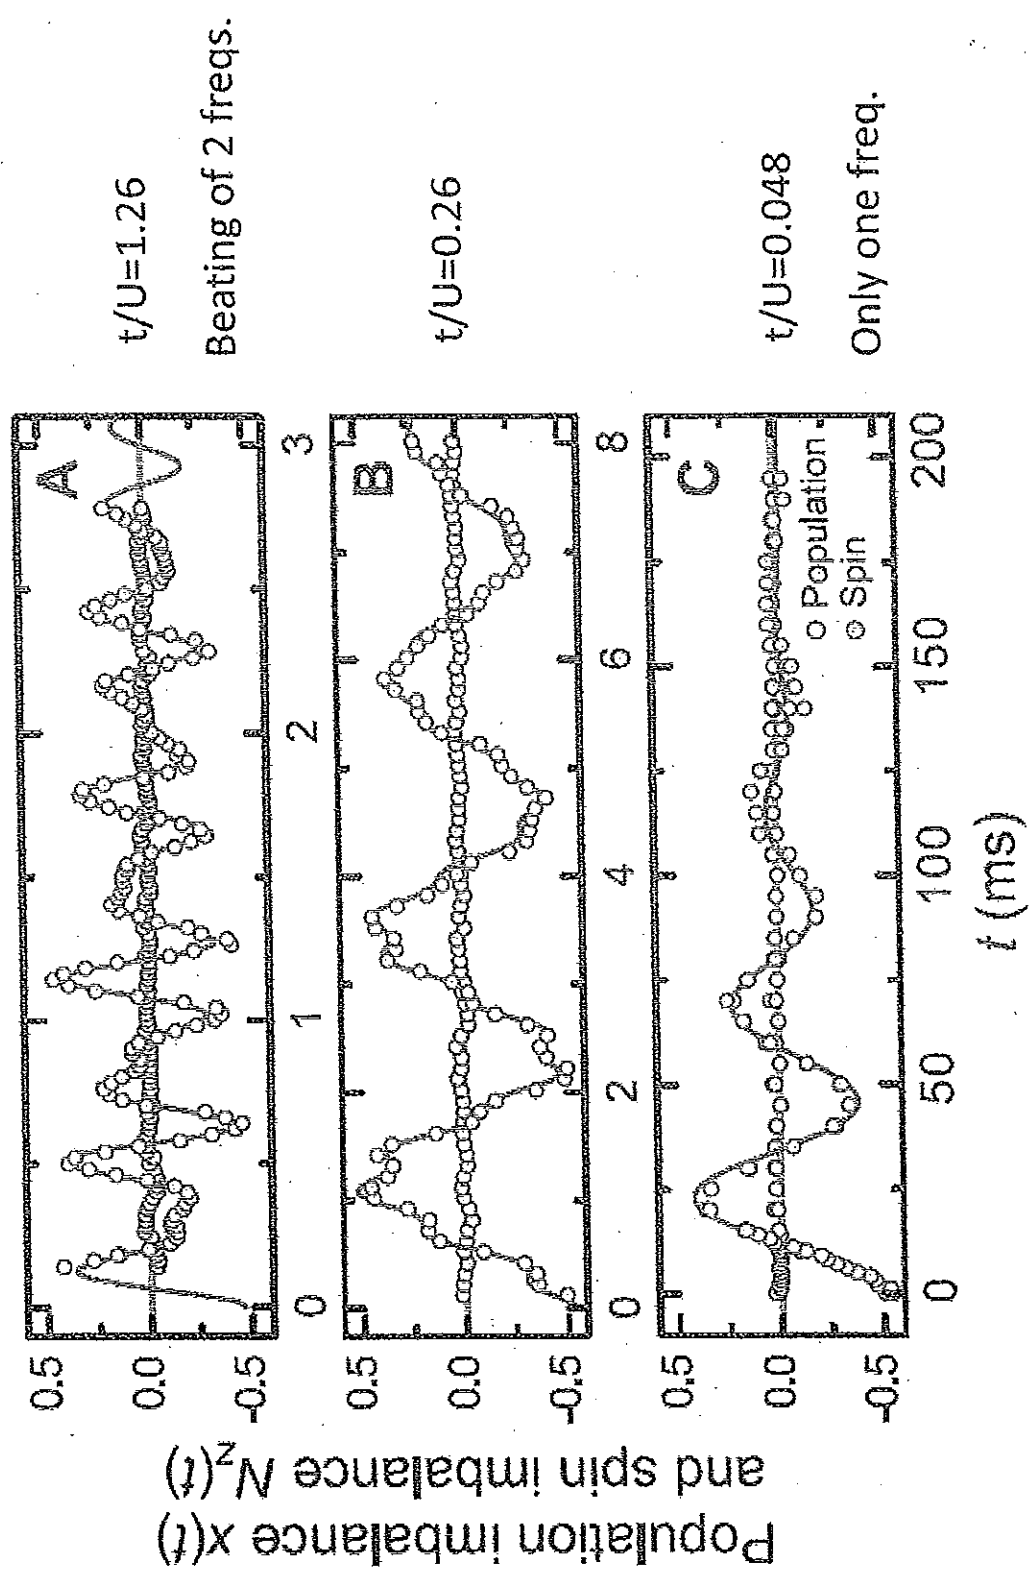 Population imbalance x(t)
and spin imbalance N_z(t)
0.5
0.0
-0.5
A
0 1 2 3
t/U=1.26
Beating of 2 freqs.
0.5
0.0
-0.5
B
0 2 4 6 8
t/U=0.26
0.5
0.0
-0.5
C
Population
Spin
0 50 100 150 200
t (ms)
t/U=0.048
Only one freq.